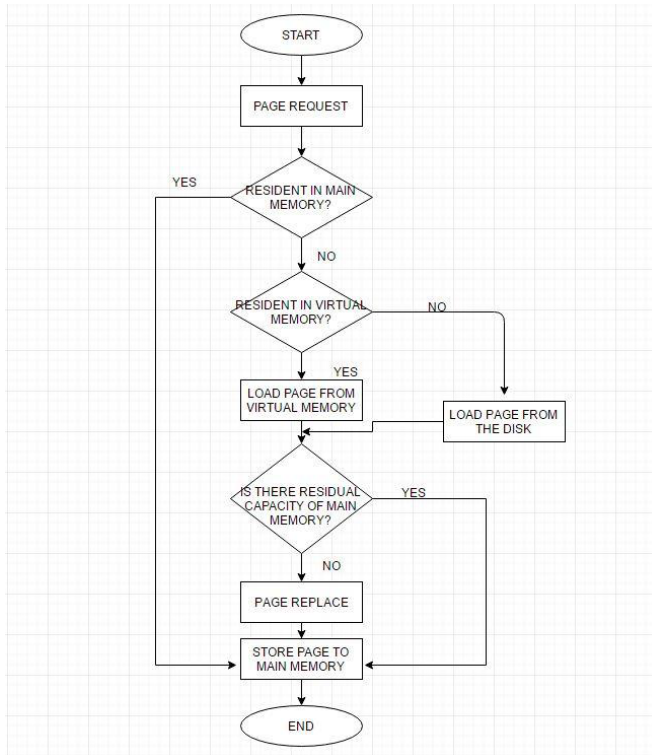 START
PAGE REQUEST
YES
RESIDENT IN MAIN
MEMORY?
NO
RESIDENT IN VIRTUAL
MEMORY?
NO
YES
LOAD PAGE FROM
VIRTUAL MEMORY
LOAD PAGE FROM
THE DISK
IS THERE RESIDUAL
CAPACITY OF MAIN
MEMORY?
YES
NO
PAGE REPLACE
STORE PAGE TO
MAIN MEMORY
END